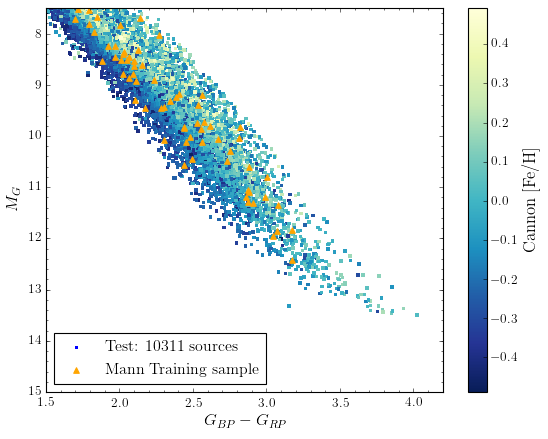 8
9
10
11
12
13
14
15
M_G
1.5 2.0 2.5 3.0 3.5 4.0
G_BP − G_RP
Test: 10311 sources
Mann Training sample
0.4
0.3
0.2
0.1
0.0
−0.1
−0.2
−0.3
−0.4
Cannon [Fe/H]